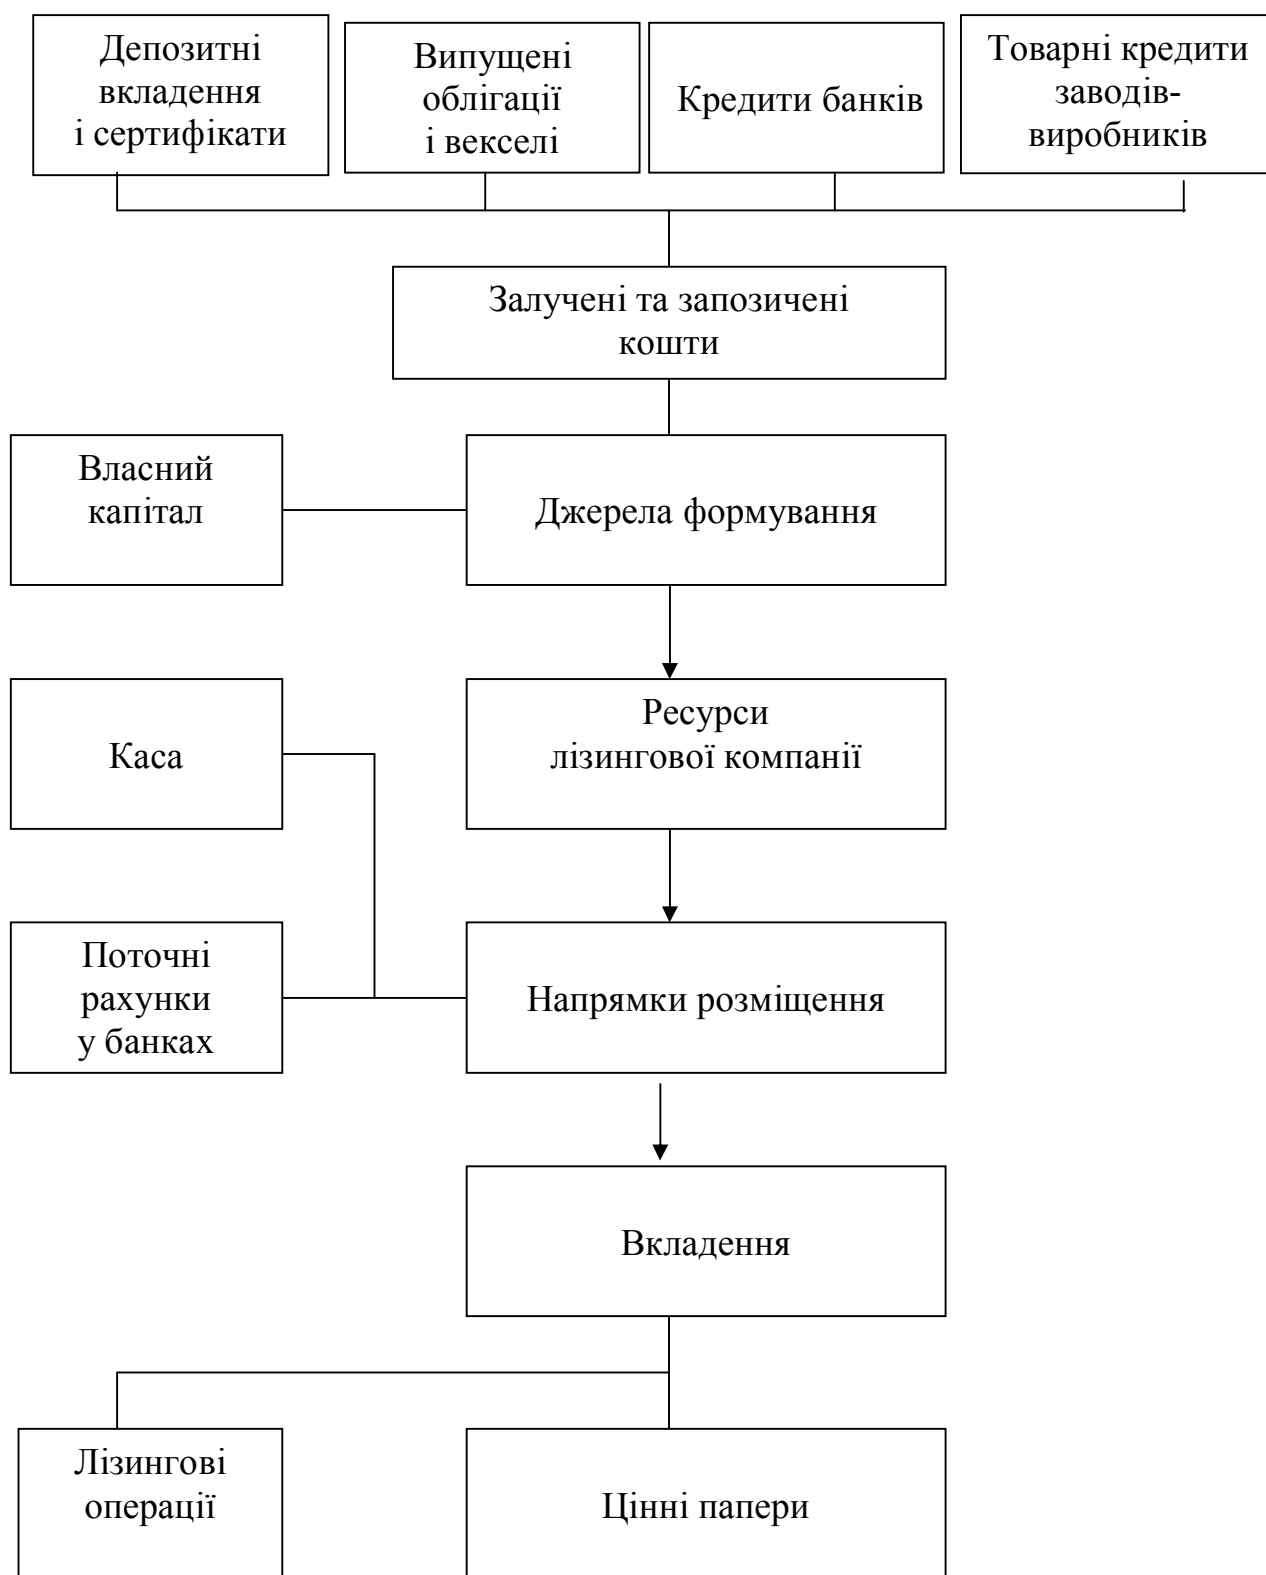 Депозитні
вкладення
і сертифікати
Випущені
облігації
і векселі
Кредити банків
Товарні кредити
заводів-
виробників
Залучені та запозичені
кошти
Власний
капітал
Джерела формування
Каса
Ресурси
лізингової компанії
Поточні
рахунки
у банках
Напрямки розміщення
Вкладення
Лізингові
операції
Цінні папери